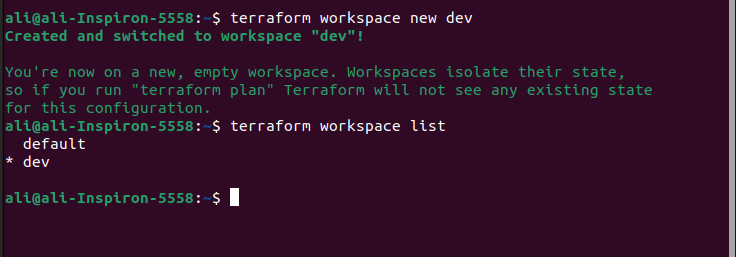 ali@ali-Inspiron-5558:~$ terraform workspace new dev
Created and switched to workspace "dev"!

You're now on a new, empty workspace. Workspaces isolate their state,
so if you run "terraform plan" Terraform will not see any existing state
for this configuration.
ali@ali-Inspiron-5558:~$ terraform workspace list
  default
* dev

ali@ali-Inspiron-5558:~$